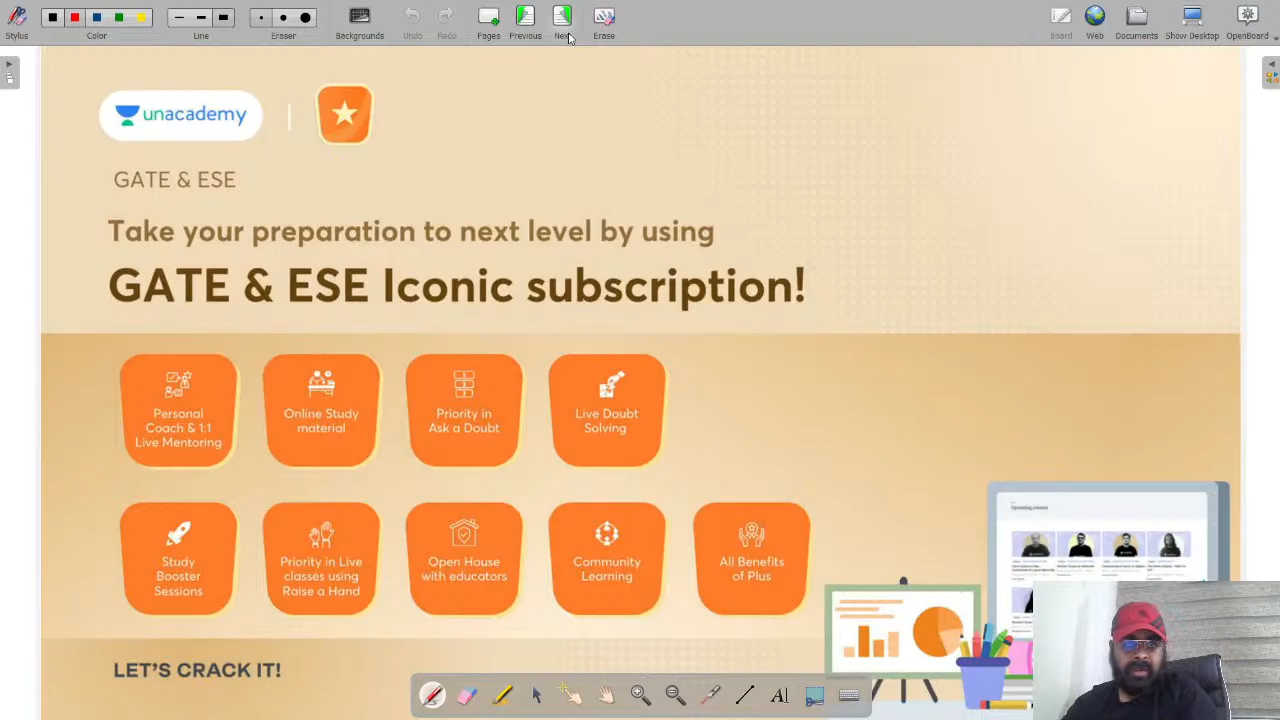 Stylus
Color
Line
Eraser
Backgrounds
Undo
Redo
Pages
Previous
Next
Erase
Board
Web
Documents
Show Desktop
OpenBoard
unacademy
GATE & ESE
Take your preparation to next level by using
GATE & ESE Iconic subscription!
Personal
Coach & 1:1
Live Mentoring
Online Study
material
Priority in
Ask a Doubt
Live Doubt
Solving
Study
Booster
Sessions
Priority in Live
classes using
Raise a Hand
Open House
with educators
Community
Learning
All Benefits
of Plus
LET'S CRACK IT!